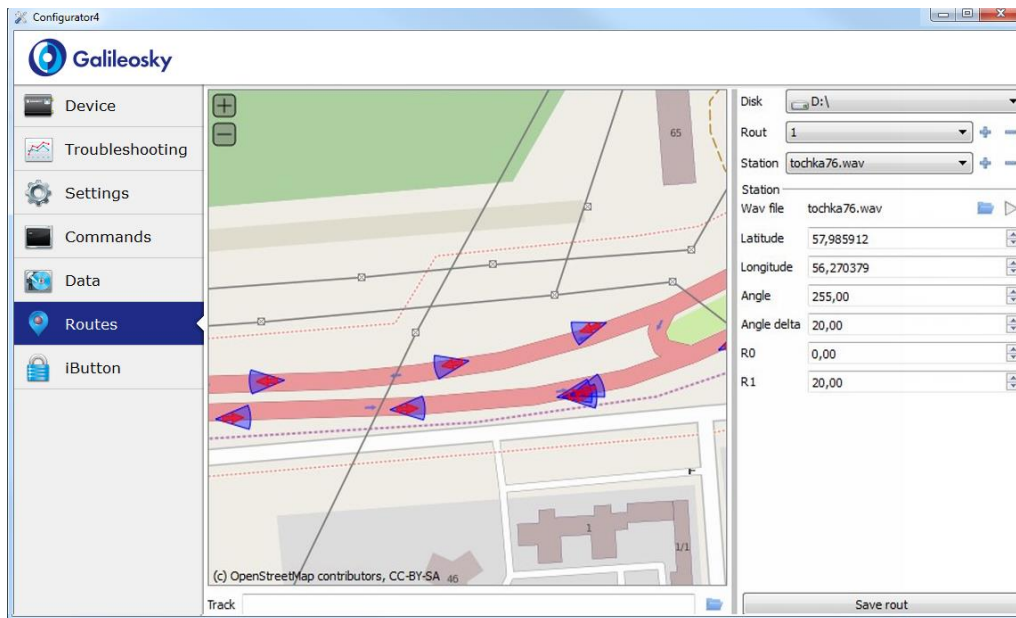 Configurator4
Galileosky
Device
Troubleshooting
Settings
Commands
Data
Routes
iButton
65
1
1/1
46
F
(c) OpenStreetMap contributors, CC-BY-SA
Track
Disk D:\
Rout 1
Station tochka76.wav
Station
Wav file tochka76.wav
Latitude 57,985912
Longitude 56,270379
Angle 255,00
Angle delta 20,00
R0 0,00
R1 20,00
Save rout